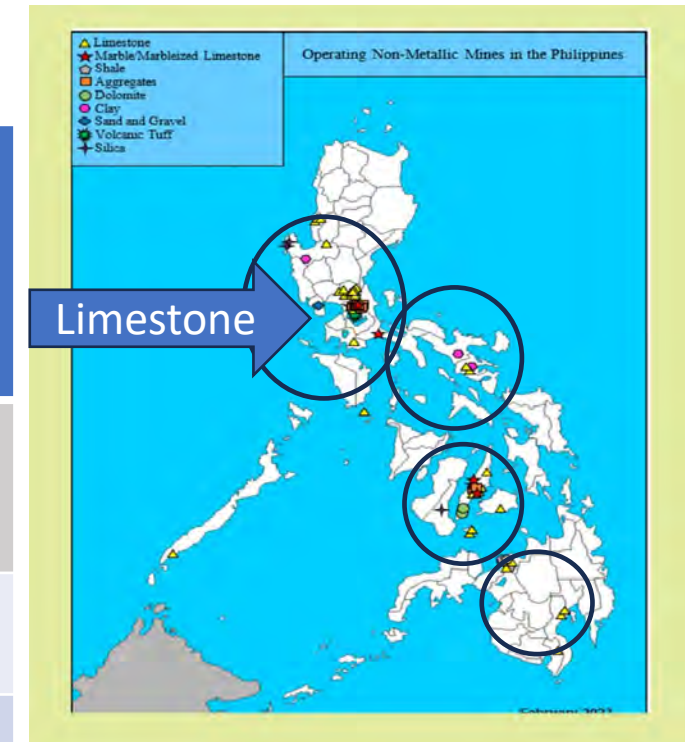 Limestone
Marble/Marbleized Limestone
Shale
Aggregates
Dolomite
Clay
Sand and Gravel
Volcanic Tuff
Silica
Operating Non-Metallic Mines in the Philippines
Limestone
February